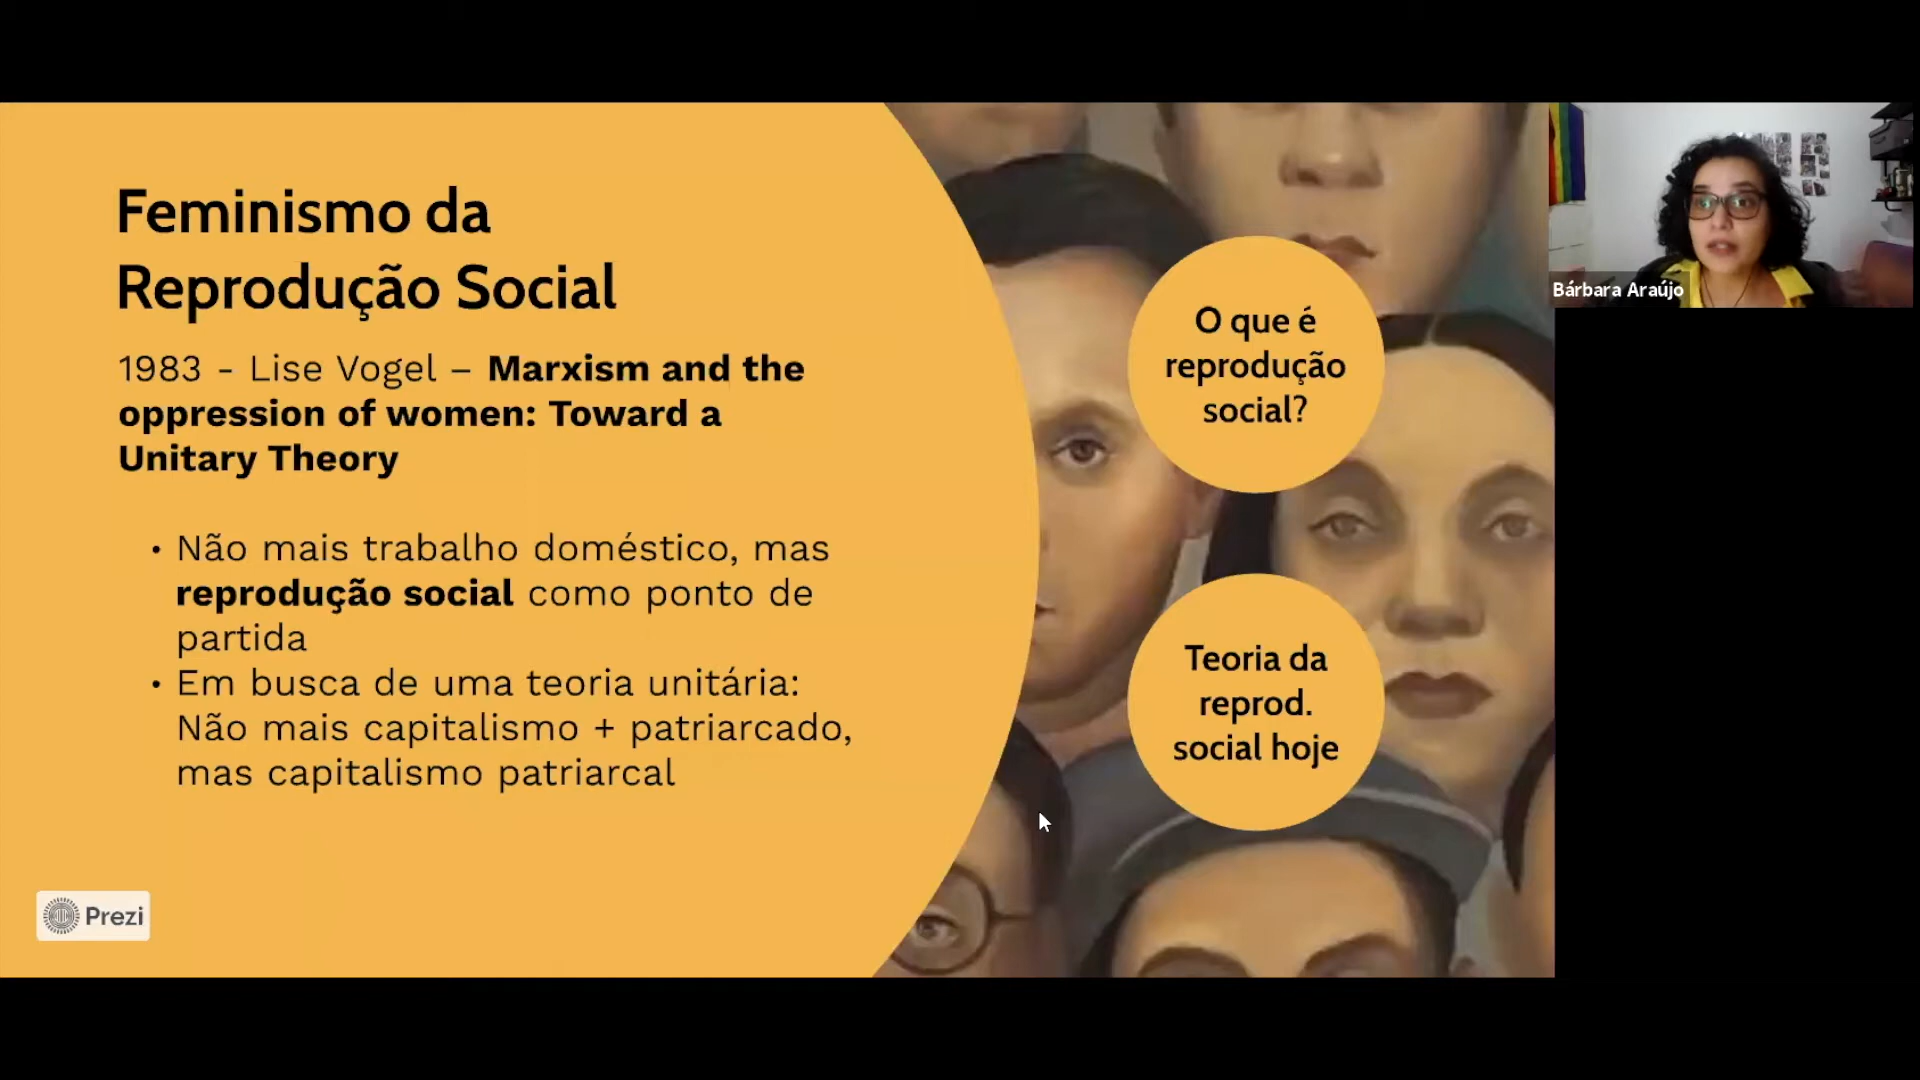 Feminismo da
Reprodução Social
1983 - Lise Vogel – Marxism and the
oppression of women: Toward a
Unitary Theory
• Não mais trabalho doméstico, mas
reprodução social como ponto de
partida
• Em busca de uma teoria unitária:
Não mais capitalismo + patriarcado,
mas capitalismo patriarcal
Prezi
O que é
reprodução
social?
Teoria da
reprod.
social hoje
Bárbara Araújo